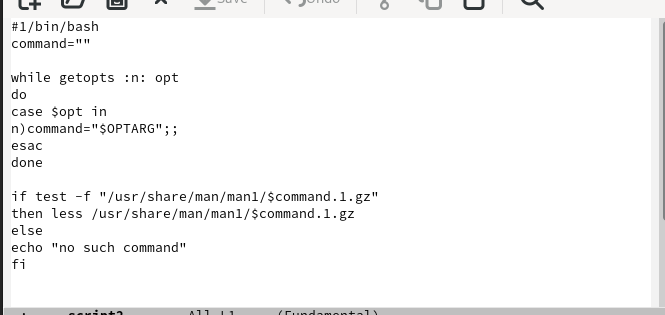 Save Undo
#1/bin/bash
command=""
while getopts :n: opt
do
case $opt in
n)command="$OPTARG";;
esac
done
if test -f "/usr/share/man/man1/$command.1.gz"
then less /usr/share/man/man1/$command.1.gz
else
echo "no such command"
fi
script2 All L1 (Fundamental)